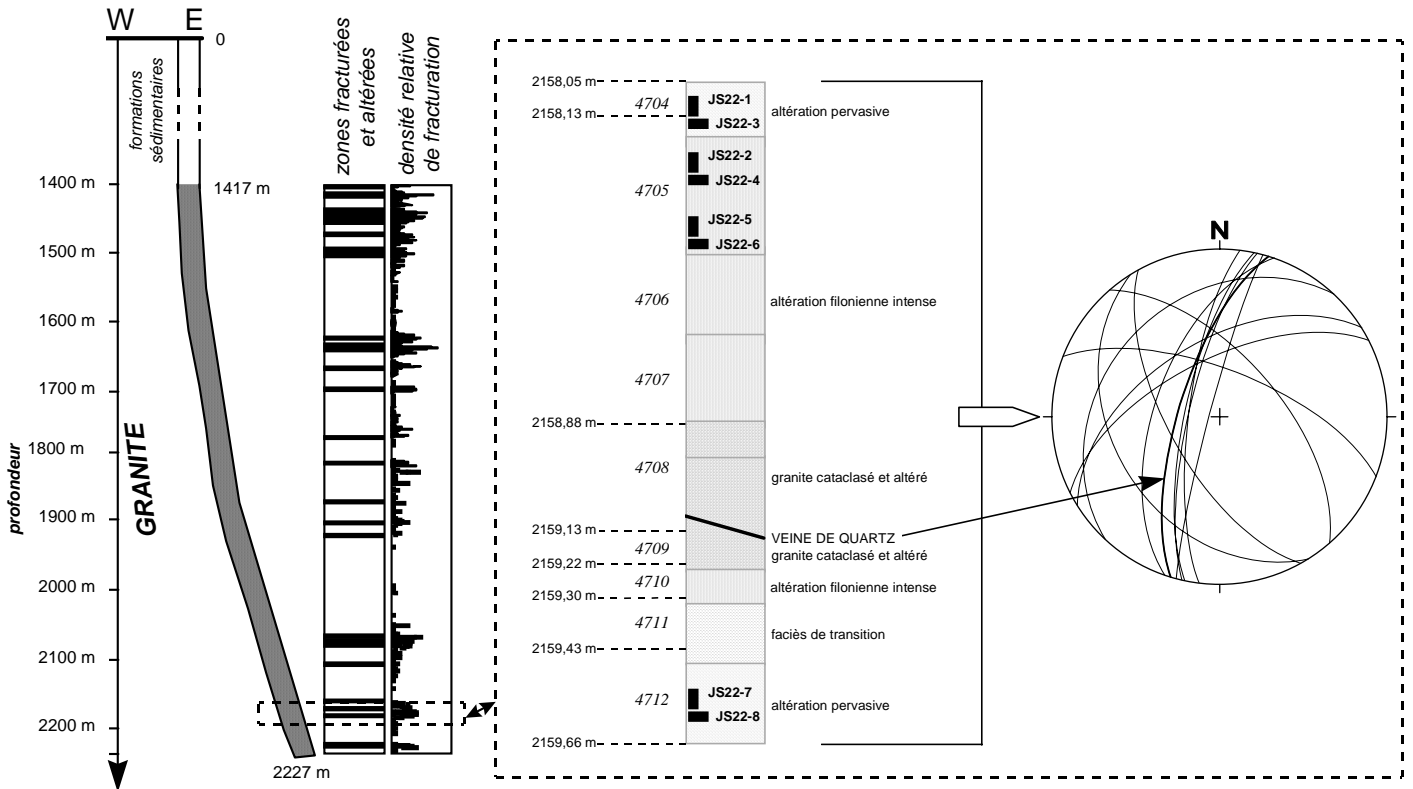 W E
0
formations
sédimentaires
zones fracturées
et altérées
densité relative
de fracturation
1400 m
1417 m
1500 m
1600 m
1700 m
1800 m
1900 m
2000 m
2100 m
2200 m
2227 m
profondeur
GRANITE
2158,05 m
4704
JS22-1
altération pervasive
2158,13 m
JS22-3
JS22-2
JS22-4
4705
JS22-5
JS22-6
4706
altération filonienne intense
4707
2158,88 m
4708
granite cataclasé et altéré
2159,13 m
VEINE DE QUARTZ
4709
granite cataclasé et altéré
2159,22 m
4710
altération filonienne intense
2159,30 m
4711
faciès de transition
2159,43 m
4712
JS22-7
altération pervasive
JS22-8
2159,66 m
N